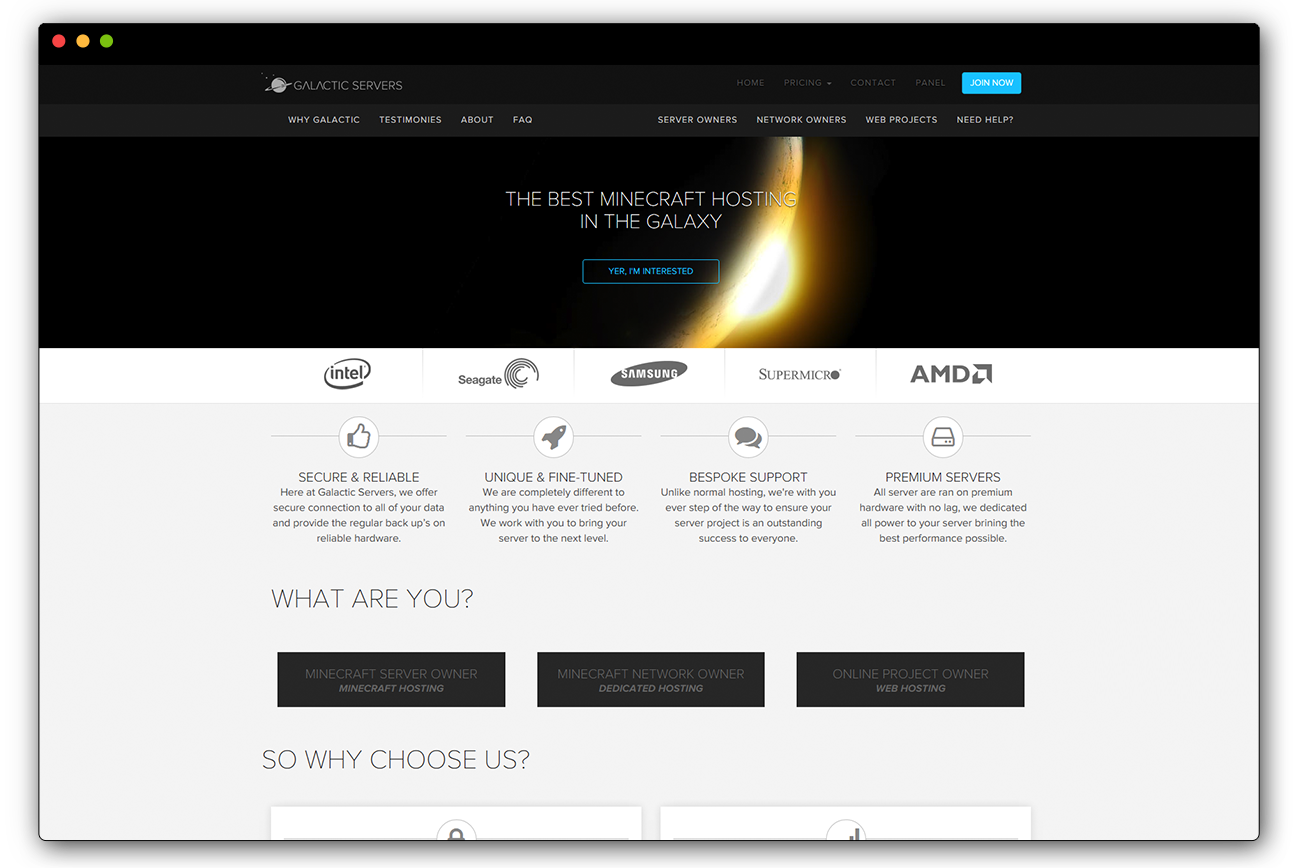 GALACTIC SERVERS
HOME PRICING CONTACT PANEL JOIN NOW
WHY GALACTIC TESTIMONIES ABOUT FAQ SERVER OWNERS NETWORK OWNERS WEB PROJECTS NEED HELP?
THE BEST MINECRAFT HOSTING
IN THE GALAXY
YER, I'M INTERESTED
intel Seagate SAMSUNG SUPERMICRO AMD
SECURE & RELIABLE
Here at Galactic Servers, we offer
secure connection to all of your data
and provide the regular back up's on
reliable hardware.
UNIQUE & FINE-TUNED
We are completely different to
anything you have ever tried before.
We work with you to bring your
server to the next level.
BESPOKE SUPPORT
Unlike normal hosting, we're with you
ever step of the way to ensure your
server project is an outstanding
success to everyone.
PREMIUM SERVERS
All server are ran on premium
hardware with no lag, we dedicated
all power to your server brining the
best performance possible.
WHAT ARE YOU?
MINECRAFT SERVER OWNER
MINECRAFT HOSTING
MINECRAFT NETWORK OWNER
DEDICATED HOSTING
ONLINE PROJECT OWNER
WEB HOSTING
SO WHY CHOOSE US?